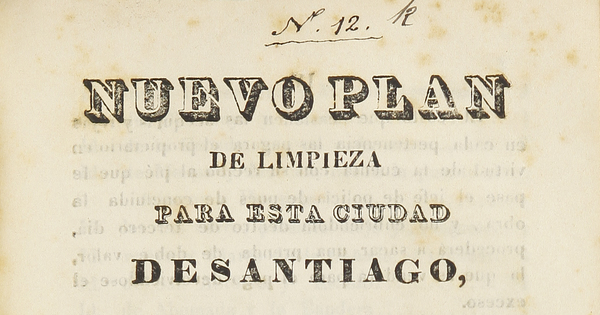 N.º 12. k
NUEVO PLAN
DE LIMPIEZA
PARA ESTA CIUDAD
DE SANTIAGO,